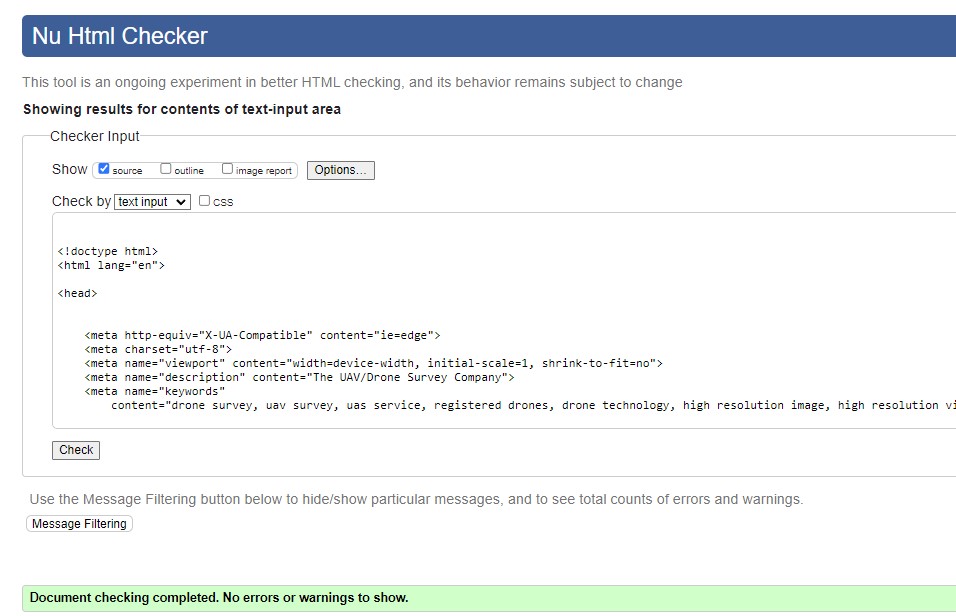 Nu Html Checker
This tool is an ongoing experiment in better HTML checking, and its behavior remains subject to change
Showing results for contents of text-input area
Checker Input
Show source outline image report Options...
Check by text input css
<!doctype html>
<html lang="en">
<head>
<meta http-equiv="X-UA-Compatible" content="ie=edge">
<meta charset="utf-8">
<meta name="viewport" content="width=device-width, initial-scale=1, shrink-to-fit=no">
<meta name="description" content="The UAV/Drone Survey Company">
<meta name="keywords"
content="drone survey, uav survey, uas service, registered drones, drone technology, high resolution image, high resolution
Check
Use the Message Filtering button below to hide/show particular messages, and to see total counts of errors and warnings.
Message Filtering
Document checking completed. No errors or warnings to show.